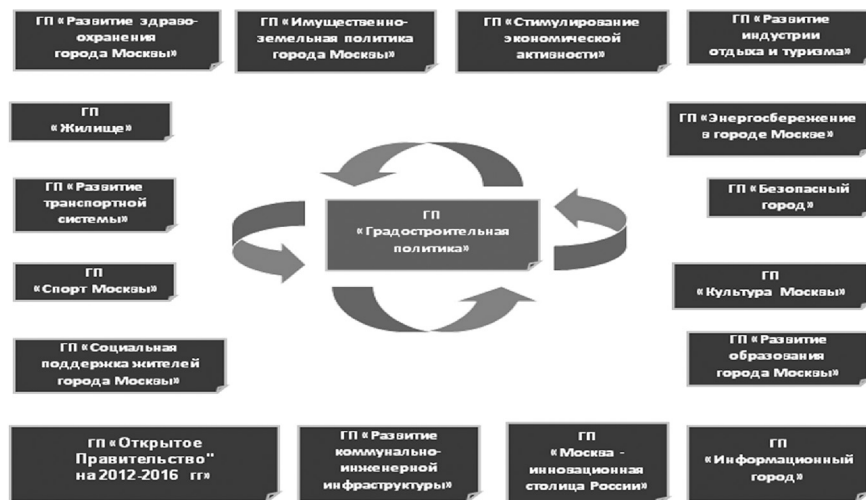 ГП «Развитие здраво-
охранения
города Москвы»
ГП «Имущественно-
земельная политика
города Москвы»
ГП «Стимулирование
экономической
активности»
ГП «Развитие
индустрии
отдыха и туризма»
ГП
«Жилище»
ГП «Энергосбережение
в городе Москве»
ГП «Развитие
транспортной
системы»
ГП
«Градостроительная
политика»
ГП «Безопасный
город»
ГП
«Спорт Москвы»
ГП
«Культура Москвы»
ГП «Социальная
поддержка жителей
города Москвы»
ГП «Развитие
образования
города Москвы»
ГП «Открытое
Правительство"
на 2012-2016 гг»
ГП «Развитие
коммунально-
инженерной
инфраструктуры»
ГП
«Москва -
инновационная
столица России»
ГП
«Информационный
город»